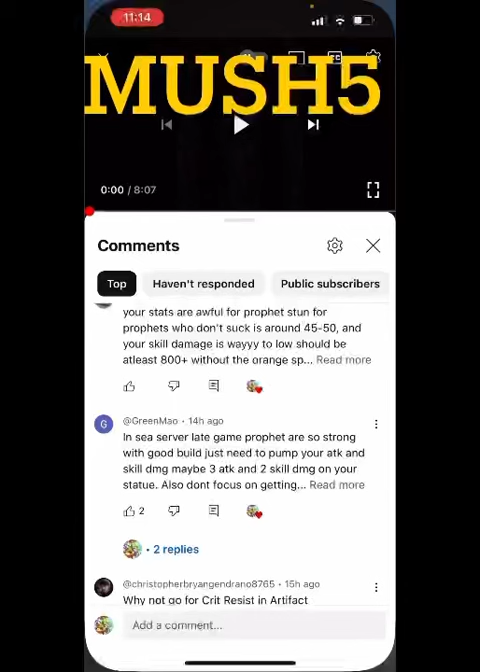 11:14
MUSH5
0:00 / 8:07
Comments
Top
Haven't responded
Public subscribers
your stats are awful for prophet stun for
prophets who don't suck is around 45-50, and
your skill damage is wayyy to low should be
atleast 800+ without the orange sp... Read more
G
@GreenMao • 14h ago
In sea server late game prophet are so strong
with good build just need to pump your atk and
skill dmg maybe 3 atk and 2 skill dmg on your
statue. Also dont focus on getting... Read more
2
• 2 replies
@christopherbryangendrano8765 • 15h ago
Why not go for Crit Resist in Artifact
Add a comment...